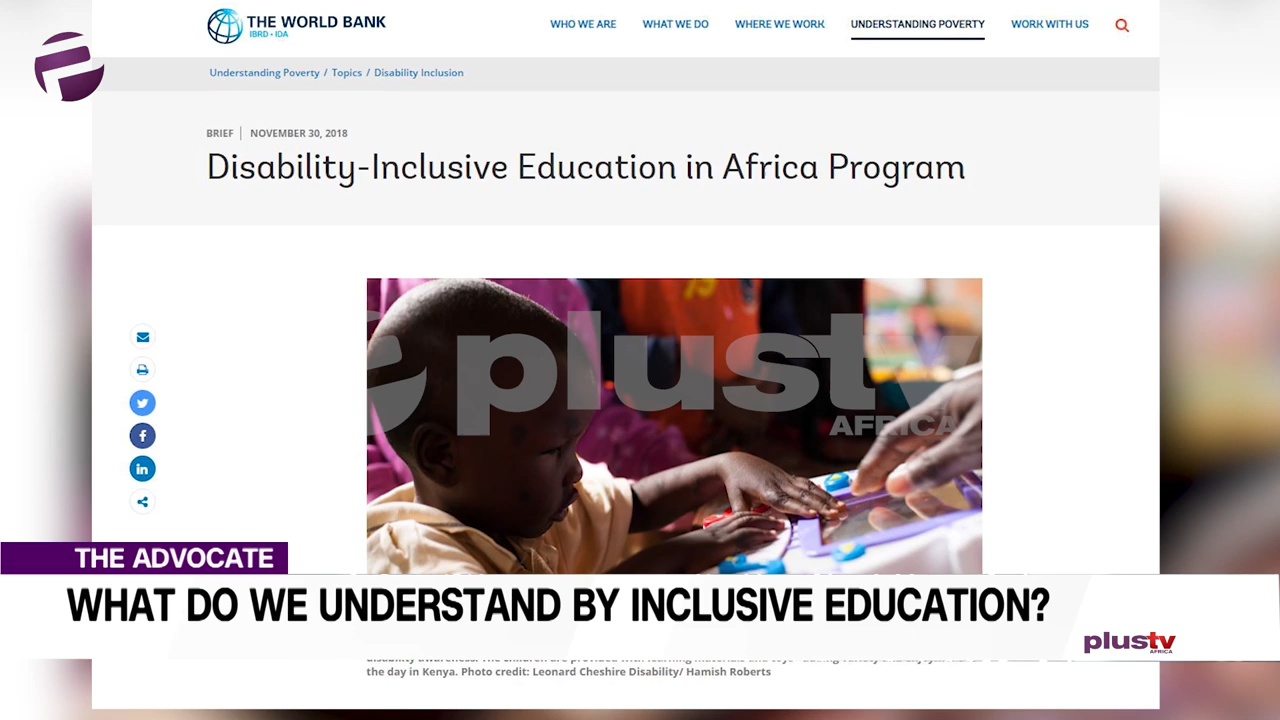 THE WORLD BANK
IBRD • IDA
WHO WE ARE WHAT WE DO WHERE WE WORK UNDERSTANDING POVERTY WORK WITH US
Understanding Poverty / Topics / Disability Inclusion
BRIEF | NOVEMBER 30, 2018
Disability-Inclusive Education in Africa Program
plustv
AFRICA
THE ADVOCATE
WHAT DO WE UNDERSTAND BY INCLUSIVE EDUCATION?
plustv
AFRICA
the day in Kenya. Photo credit: Leonard Cheshire Disability/ Hamish Roberts